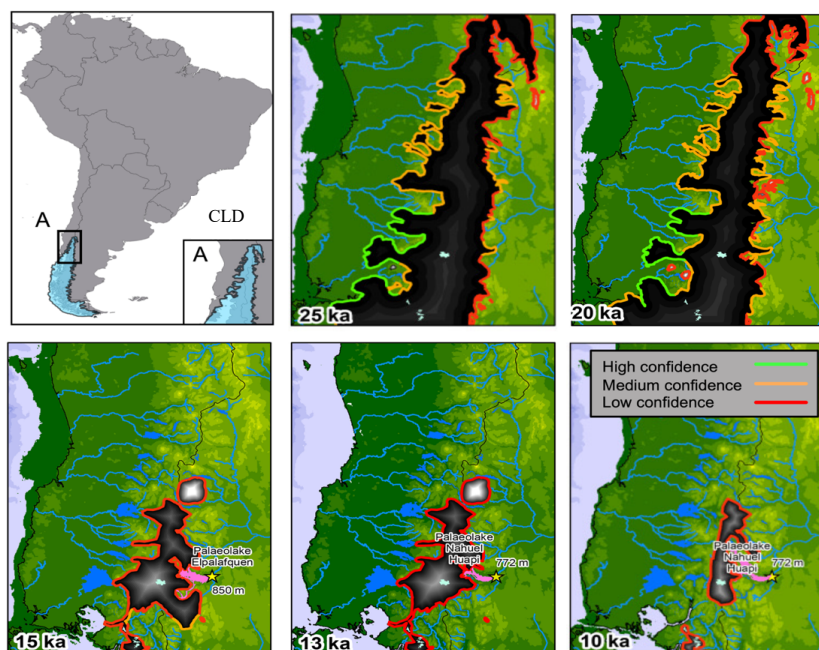 A
CLD
A
25 ka
20 ka
High confidence
Medium confidence
Low confidence
Palaeolake
Elpalafquen
850 m
15 ka
Palaeolake
Nahuel
Huapi
772 m
13 ka
Palaeolake
Nahuel
Huapi
772 m
10 ka